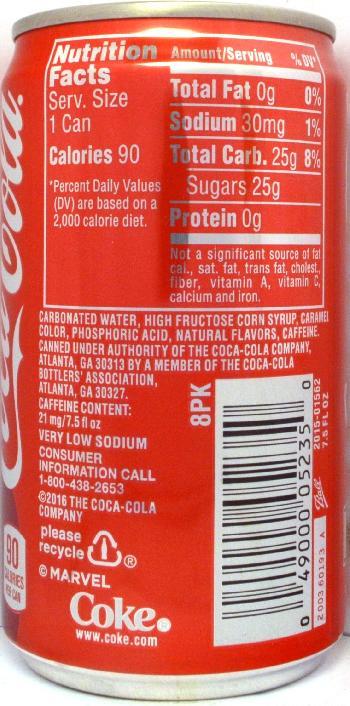 Nutrition Facts
Amount/Serving % DV*
Serv. Size
1 Can
Calories 90
*Percent Daily Values
(DV) are based on a
2,000 calorie diet.
Total Fat 0g 0%
Sodium 30mg 1%
Total Carb. 25g 8%
Sugars 25g
Protein 0g
Not a significant source of fat
cal., sat. fat, trans fat, cholest.,
fiber, vitamin A, vitamin C,
calcium and iron.
CARBONATED WATER, HIGH FRUCTOSE CORN SYRUP, CARAMEL
COLOR, PHOSPHORIC ACID, NATURAL FLAVORS, CAFFEINE.
CANNED UNDER AUTHORITY OF THE COCA-COLA COMPANY,
ATLANTA, GA 30313 BY A MEMBER OF THE COCA-COLA
BOTTLERS' ASSOCIATION,
ATLANTA, GA 30327.
CAFFEINE CONTENT:
21 mg/7.5 fl oz
VERY LOW SODIUM
CONSUMER
INFORMATION CALL
1-800-438-2653
©2016 THE COCA-COLA
COMPANY
please
recycle ®
© MARVEL
Coke®
www.coke.com
8PK
0 49000 05235 0
2015-01562
7.5 FL OZ
Ball
2003 60193 A
90
CALORIES
PER CAN